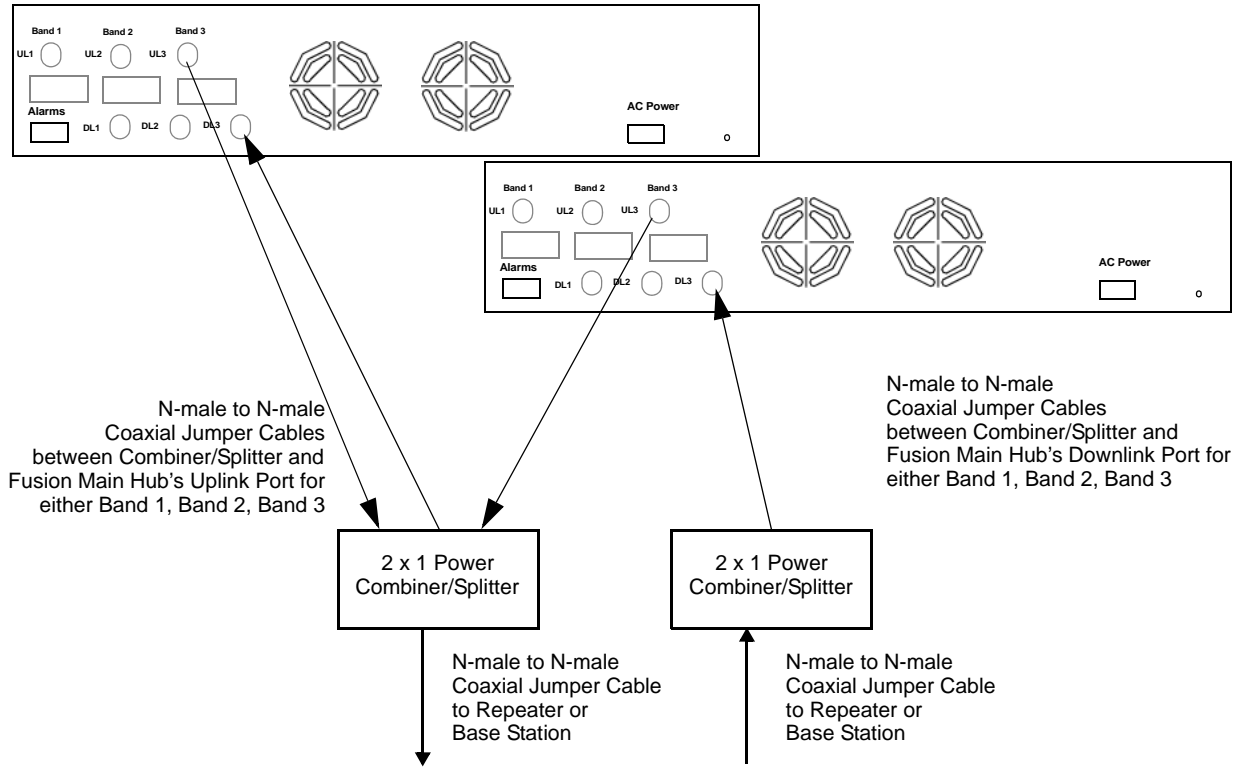 Band 1 Band 2 Band 3
UL1 UL2 UL3
Alarms
DL1 DL2 DL3
AC Power
Band 1 Band 2 Band 3
UL1 UL2 UL3
Alarms
DL1 DL2 DL3
AC Power
N-male to N-male
Coaxial Jumper Cables
between Combiner/Splitter and
Fusion Main Hub's Uplink Port for
either Band 1, Band 2, Band 3
N-male to N-male
Coaxial Jumper Cables
between Combiner/Splitter and
Fusion Main Hub's Downlink Port for
either Band 1, Band 2, Band 3
2 x 1 Power
Combiner/Splitter
2 x 1 Power
Combiner/Splitter
N-male to N-male
Coaxial Jumper Cable
to Repeater or
Base Station
N-male to N-male
Coaxial Jumper Cable
to Repeater or
Base Station